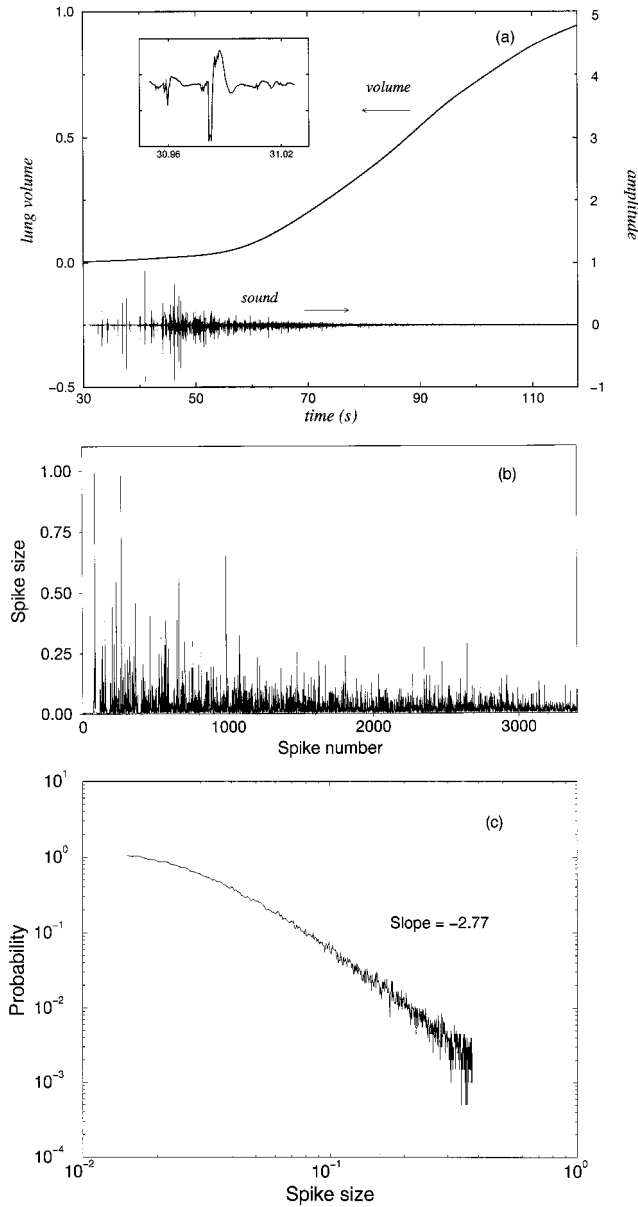 (a)
volume
sound
30.96 31.02
lung volume
1.0
0.5
0.0
−0.5
amplitude
5
4
3
2
1
0
−1
30 50 70 90 110
time (s)
(b)
Spike size
1.00
0.75
0.50
0.25
0.00
0 1000 2000 3000
Spike number
(c)
Slope = −2.77
Probability
10^1
10^0
10^−1
10^−2
10^−3
10^−4
10^−2 10^−1 10^0
Spike size